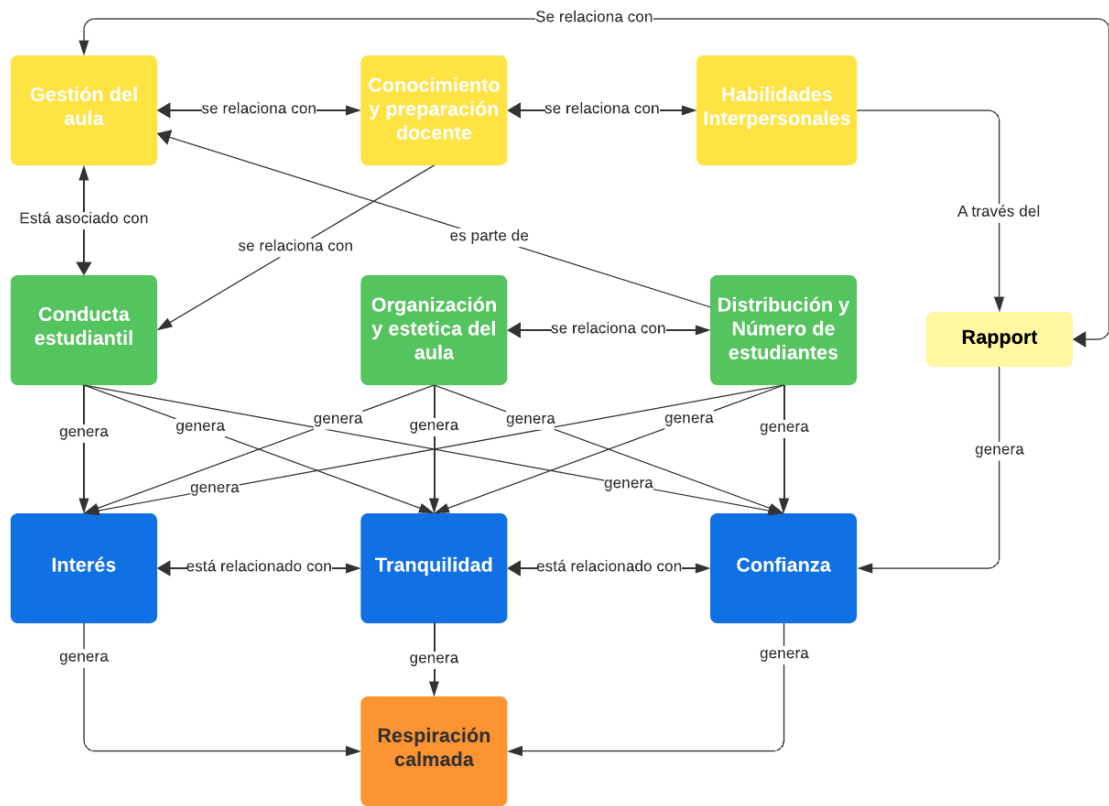 Se relaciona con
Gestión del
aula
se relaciona con
Conocimiento
y preparación
docente
se relaciona con
Habilidades
Interpersonales
Está asociado con
se relaciona con
es parte de
A través del
Conducta
estudiantil
Organización
y estetica del
aula
se relaciona con
Distribución y
Número de
estudiantes
Rapport
genera
genera
genera
genera
genera
genera
genera
genera
genera
genera
Interés
está relacionado con
Tranquilidad
está relacionado con
Confianza
genera
genera
genera
Respiración
calmada